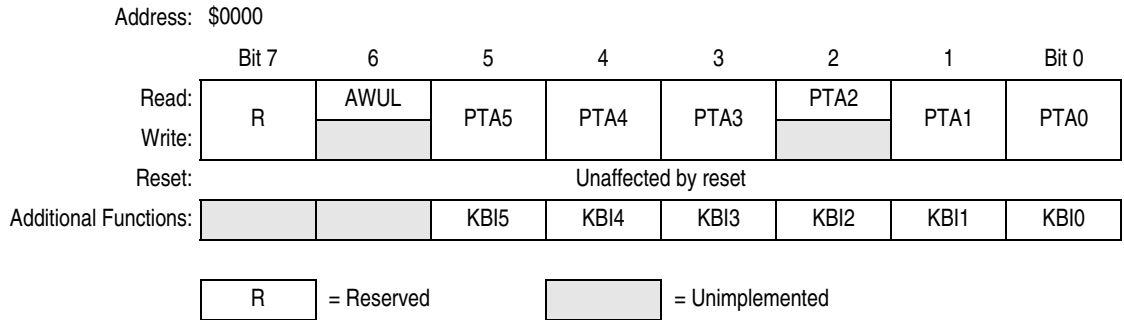 Address: $0000
Bit 7 6 5 4 3 2 1 Bit 0
Read: R AWUL PTA5 PTA4 PTA3 PTA2 PTA1 PTA0
Write:
Reset: Unaffected by reset
Additional Functions: KBI5 KBI4 KBI3 KBI2 KBI1 KBI0
R = Reserved = Unimplemented